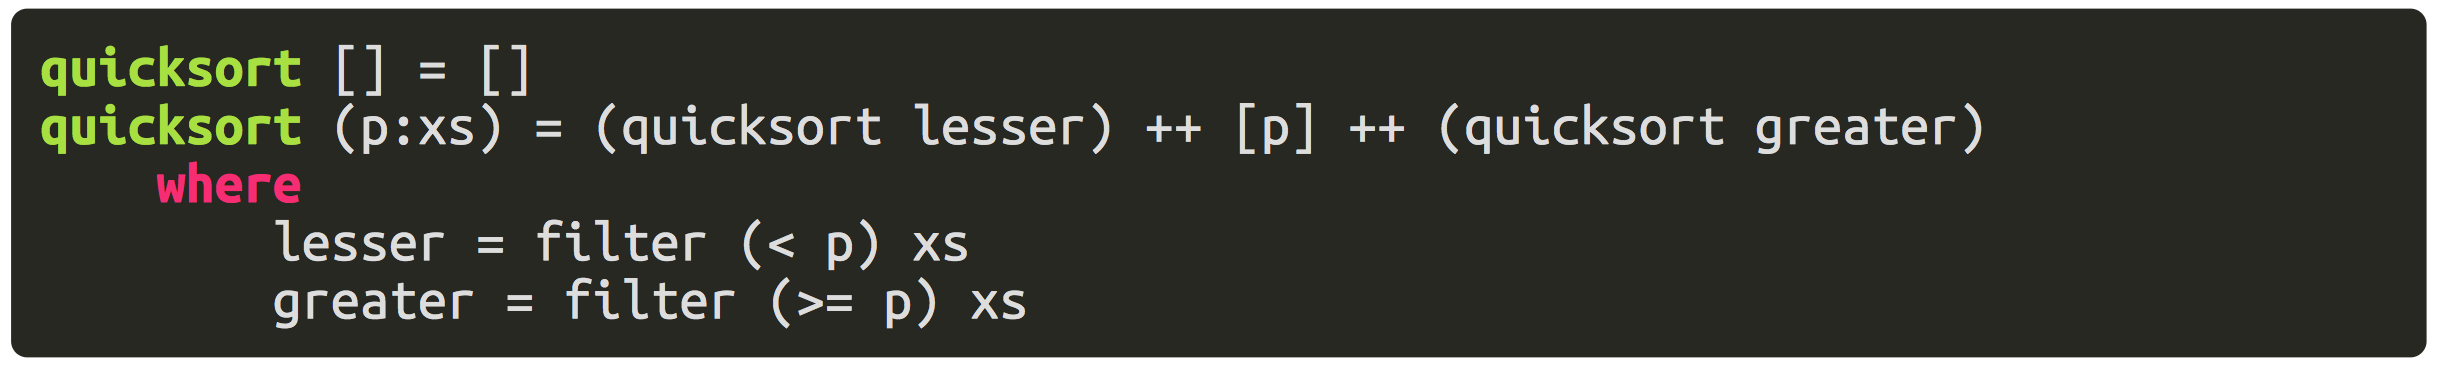 quicksort [] = []
quicksort (p:xs) = (quicksort lesser) ++ [p] ++ (quicksort greater)
    where
        lesser = filter (< p) xs
        greater = filter (>= p) xs